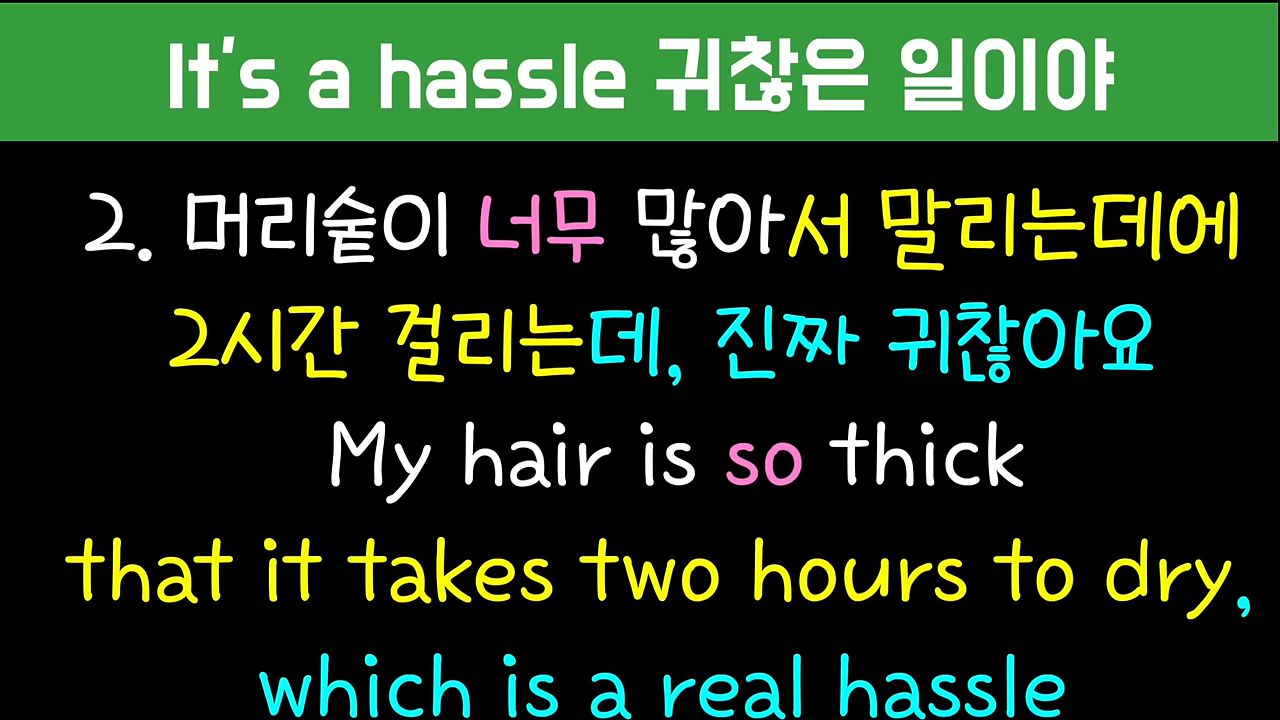 It's a hassle 귀찮은 일이야
2. 머리숱이 너무 많아서 말리는데에
2시간 걸리는데, 진짜 귀찮아요
My hair is so thick
that it takes two hours to dry,
which is a real hassle